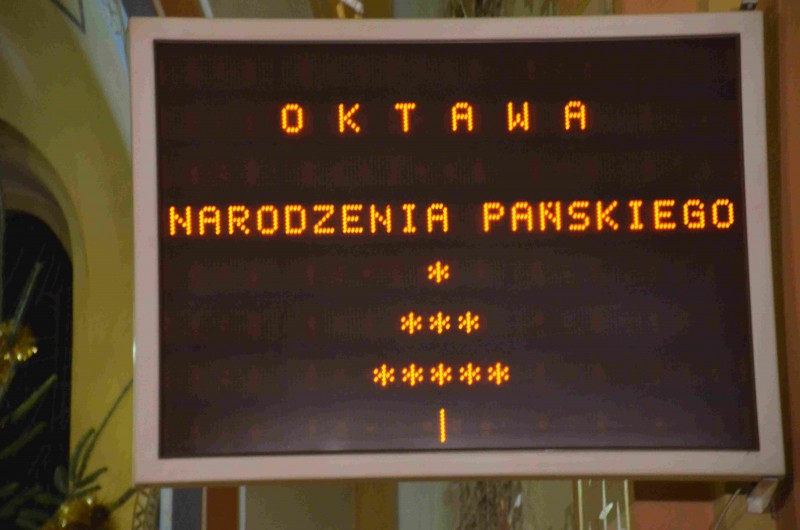 OKTAWA
NARODZENIA PAŃSKIEGO
*
***
*****
|